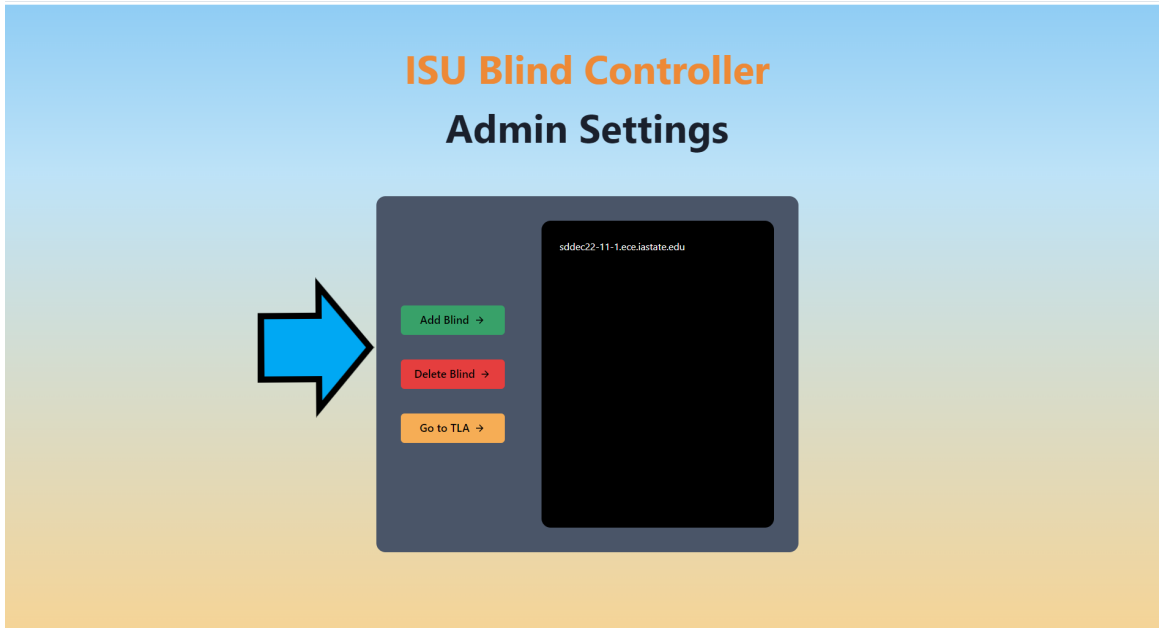 ISU Blind Controller
Admin Settings
sddec22-11-1.ece.iastate.edu
Add Blind →
Delete Blind →
Go to TLA →